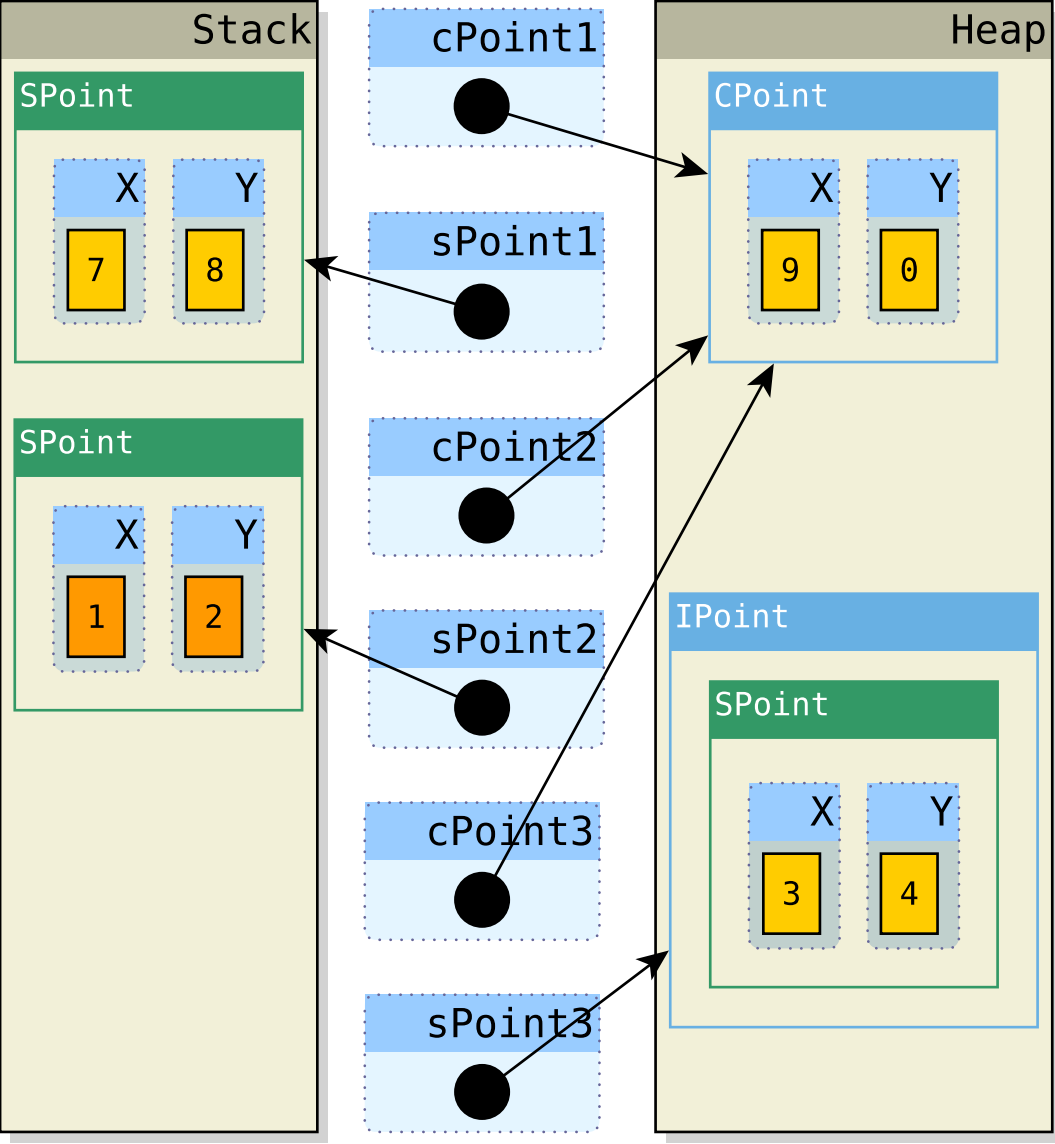 Stack
SPoint
X Y
7 8
SPoint
X Y
1 2
cPoint1
sPoint1
cPoint2
sPoint2
cPoint3
sPoint3
Heap
CPoint
X Y
9 0
IPoint
SPoint
X Y
3 4